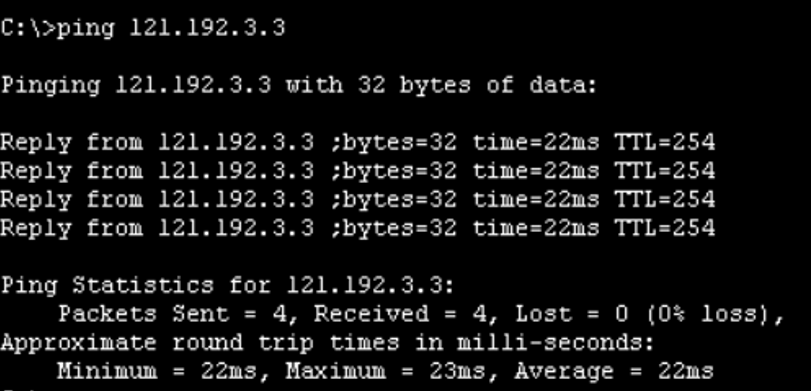 C:\>ping 121.192.3.3
Pinging 121.192.3.3 with 32 bytes of data:
Reply from 121.192.3.3 ;bytes=32 time=22ms TTL=254
Reply from 121.192.3.3 ;bytes=32 time=22ms TTL=254
Reply from 121.192.3.3 ;bytes=32 time=22ms TTL=254
Reply from 121.192.3.3 ;bytes=32 time=22ms TTL=254
Ping Statistics for 121.192.3.3:
Packets Sent = 4, Received = 4, Lost = 0 (0% loss),
Approximate round trip times in milli-seconds:
Minimum = 22ms, Maximum = 23ms, Average = 22ms